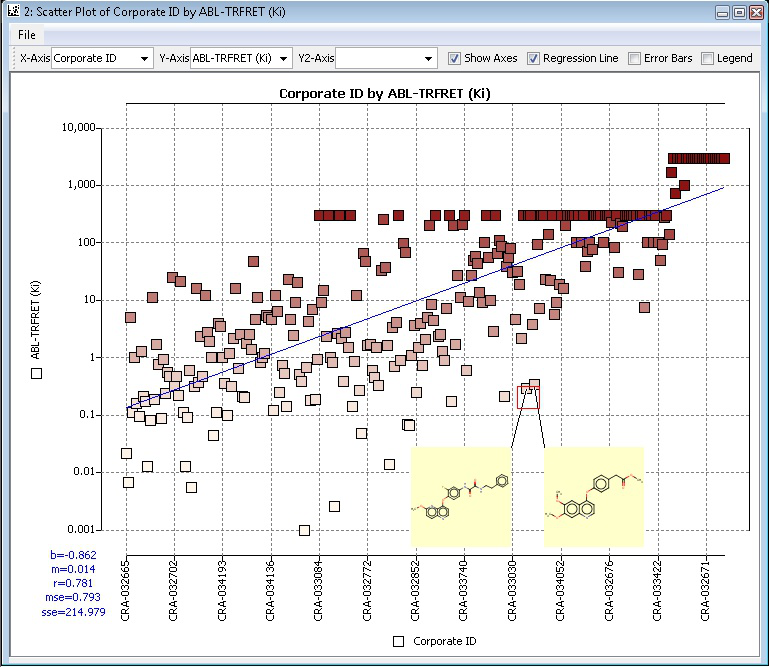 2: Scatter Plot of Corporate ID by ABL-TRFRET (Ki)
File
X-Axis Corporate ID Y-Axis ABL-TRFRET (Ki) Y2-Axis Show Axes Regression Line Error Bars Legend
Corporate ID by ABL-TRFRET (Ki)
10,000
1,000
100
10
1
0.1
0.01
0.001
ABL-TRFRET (Ki)
b=-0.862
m=0.014
r=0.781
mse=0.793
sse=214.979
CRA-032665
CRA-032702
CRA-034193
CRA-034136
CRA-033084
CRA-032772
CRA-032852
CRA-033740
CRA-033030
CRA-034052
CRA-032676
CRA-033422
CRA-032671
Corporate ID